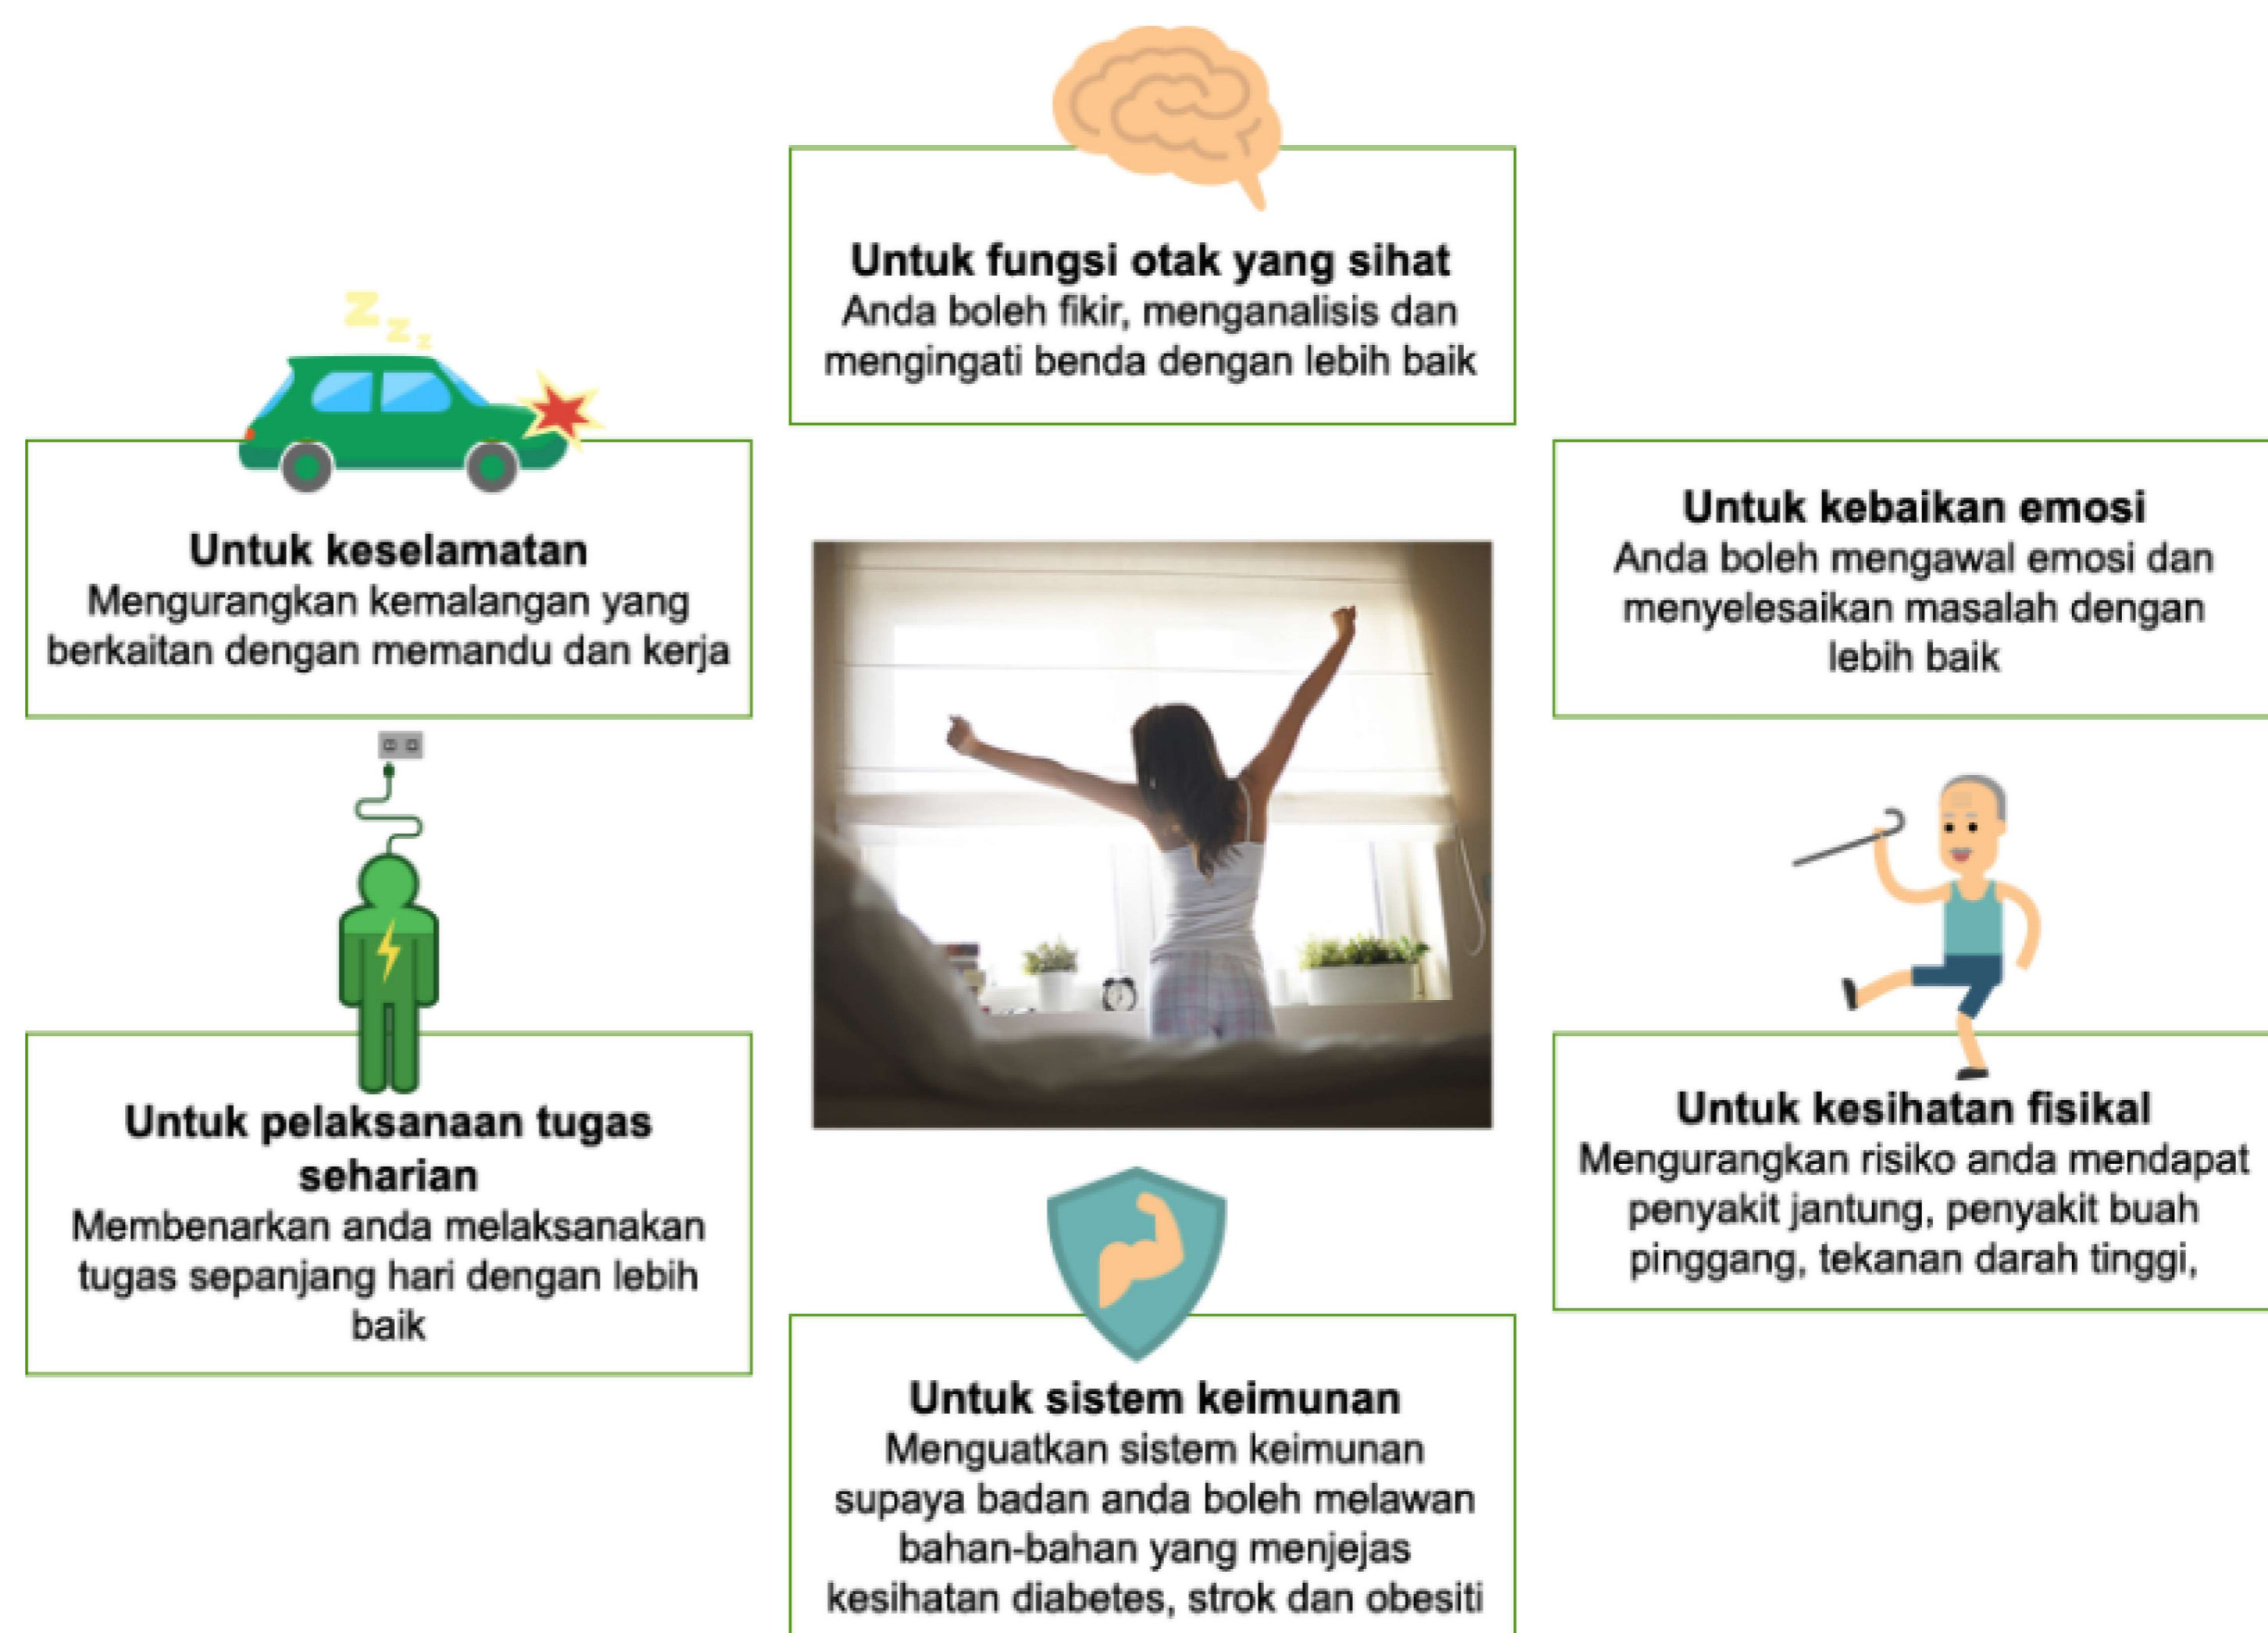 Untuk fungsi otak yang sihat
Anda boleh fikir, menganalisis dan
mengingati benda dengan lebih baik
Z z z
Untuk keselamatan
Mengurangkan kemalangan yang
berkaitan dengan memandu dan kerja
Untuk kebaikan emosi
Anda boleh mengawal emosi dan
menyelesaikan masalah dengan
lebih baik
Untuk pelaksanaan tugas
seharian
Membenarkan anda melaksanakan
tugas sepanjang hari dengan lebih
baik
Untuk kesihatan fisikal
Mengurangkan risiko anda mendapat
penyakit jantung, penyakit buah
pinggang, tekanan darah tinggi,
Untuk sistem keimunan
Menguatkan sistem keimunan
supaya badan anda boleh melawan
bahan-bahan yang menjejas
kesihatan diabetes, strok dan obesiti